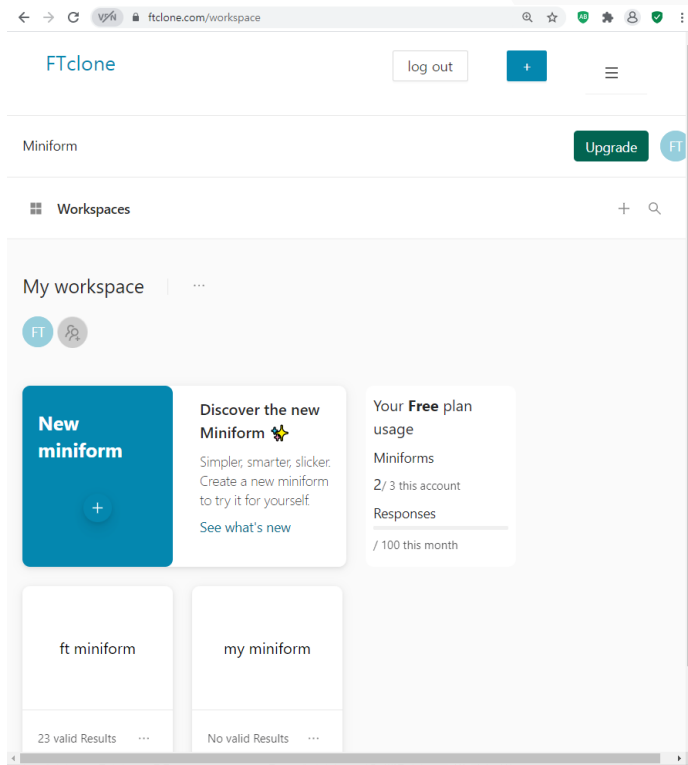 VPN ftclone.com/workspace
FTclone
log out
+
Miniform
Upgrade
FT
Workspaces
My workspace
...
FT
New
miniform
+
Discover the new
Miniform ✨
Simpler, smarter, slicker.
Create a new miniform
to try it for yourself.
See what's new
Your Free plan
usage
Miniforms
2/ 3 this account
Responses
/ 100 this month
ft miniform
23 valid Results ...
my miniform
No valid Results ...